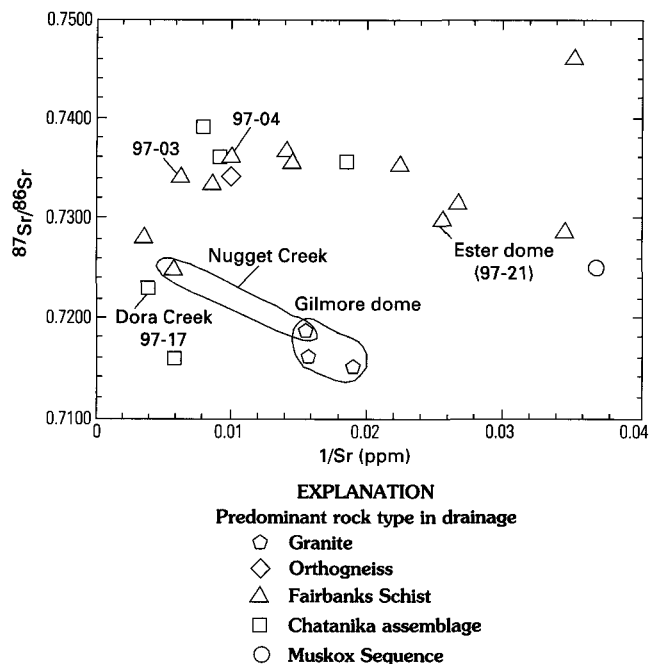 0.7500
0.7400
0.7300
0.7200
0.7100
87Sr/86Sr
97-04
97-03
Nugget Creek
Ester dome
(97-21)
Gilmore dome
Dora Creek
97-17
0
0.01
0.02
0.03
0.04
1/Sr (ppm)
EXPLANATION
Predominant rock type in drainage
Granite
Orthogneiss
Fairbanks Schist
Chatanika assemblage
Muskox Sequence